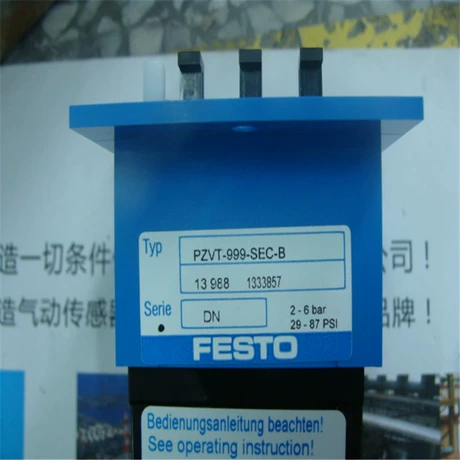 Typ
PZVT-999-SEC-B
13 988 1333857
Serie
DN
2 - 6 bar
29 - 87 PSI
FESTO
Bedienungsanleitung beachten!
See operating instruction!
造一切条件
公司！
造气动传感器
品牌！